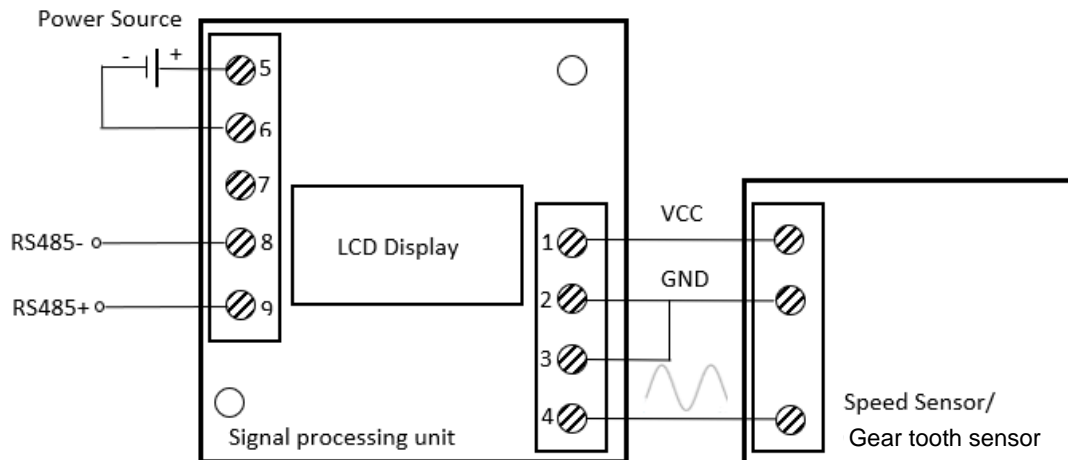 Power Source
- +
5
6
7
RS485- 8
RS485+ 9
LCD Display
1
2
3
4
VCC
GND
Signal processing unit
Speed Sensor/
Gear tooth sensor